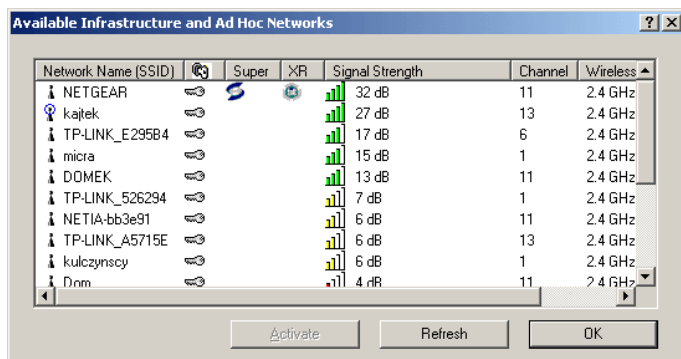 Available Infrastructure and Ad Hoc Networks
Network Name (SSID) Super XR Signal Strength Channel Wireless
NETGEAR 32 dB 11 2.4 GHz
kajtek 27 dB 13 2.4 GHz
TP-LINK_E295B4 17 dB 6 2.4 GHz
micra 15 dB 1 2.4 GHz
DOMEK 13 dB 11 2.4 GHz
TP-LINK_526294 7 dB 1 2.4 GHz
NETIA-bb3e91 6 dB 11 2.4 GHz
TP-LINK_A5715E 6 dB 13 2.4 GHz
kulczynscy 6 dB 1 2.4 GHz
Dom 4 dB 11 2.4 GHz
Activate Refresh OK